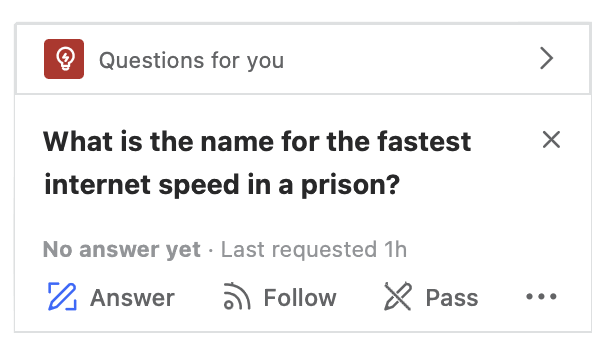 Questions for you
What is the name for the fastest
internet speed in a prison?
No answer yet · Last requested 1h
Answer Follow Pass